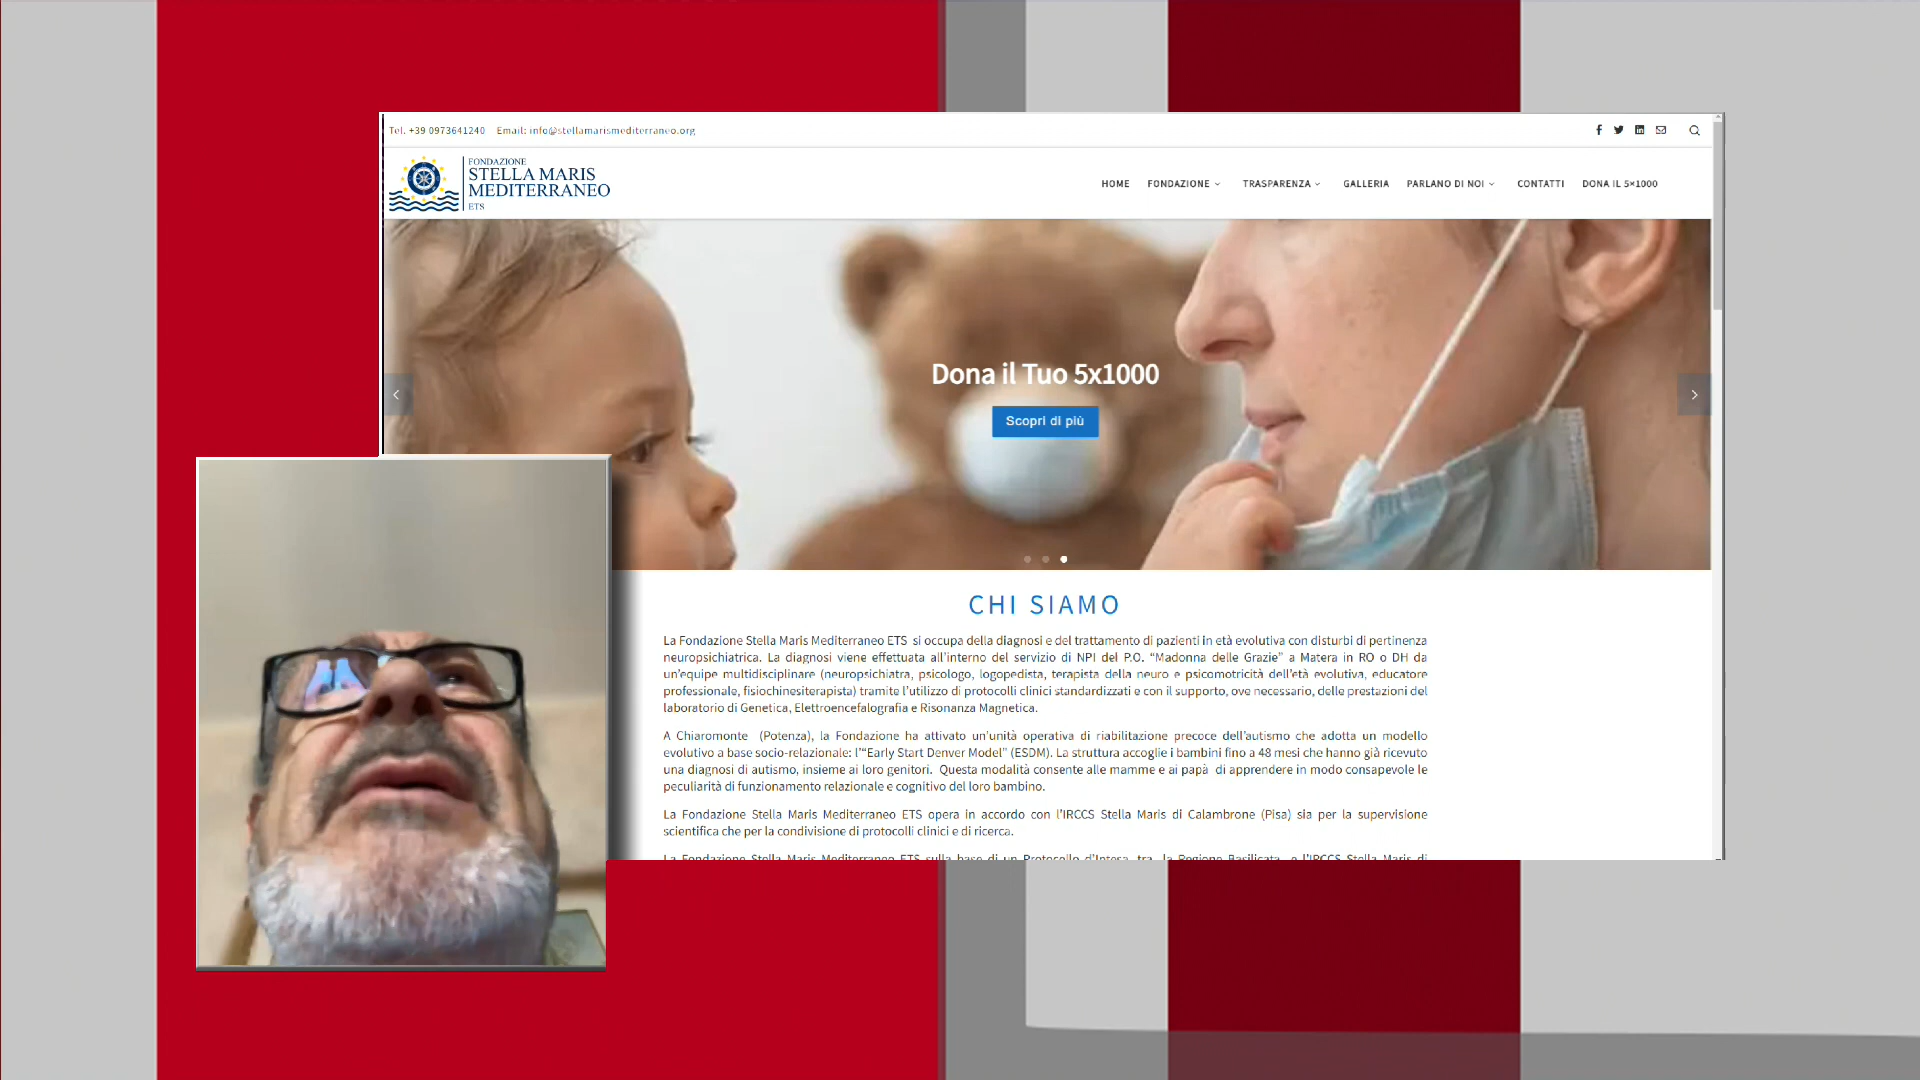 Tel. +39 0973641240 Email: info@stellamarismediterraneo.org
FONDAZIONE
STELLA MARIS
MEDITERRANEO
ETS
HOME FONDAZIONE TRASPARENZA GALLERIA PARLANO DI NOI CONTATTI DONA IL 5×1000
Dona il Tuo 5x1000
Scopri di più
CHI SIAMO
La Fondazione Stella Maris Mediterraneo ETS si occupa della diagnosi e del trattamento di pazienti in età evolutiva con disturbi di pertinenza
neuropsichiatrica. La diagnosi viene effettuata all'interno del servizio di NPI del P.O. “Madonna delle Grazie” a Matera in RO o DH da
un'equipe multidisciplinare (neuropsichiatra, psicologo, logopedista, terapista della neuro e psicomotricità dell'età evolutiva, educatore
professionale, fisiochinesiterapista) tramite l'utilizzo di protocolli clinici standardizzati e con il supporto, ove necessario, delle prestazioni del
laboratorio di Genetica, Elettroencefalografia e Risonanza Magnetica.
A Chiaromonte (Potenza), la Fondazione ha attivato un'unità operativa di riabilitazione precoce dell'autismo che adotta un modello
evolutivo a base socio-relazionale: l'“Early Start Denver Model” (ESDM). La struttura accoglie i bambini fino a 48 mesi che hanno già ricevuto
una diagnosi di autismo, insieme ai loro genitori. Questa modalità consente alle mamme e ai papà di apprendere in modo consapevole le
peculiarità di funzionamento relazionale e cognitivo del loro bambino.
La Fondazione Stella Maris Mediterraneo ETS opera in accordo con l'IRCCS Stella Maris di Calambrone (Pisa) sia per la supervisione
scientifica che per la condivisione di protocolli clinici e di ricerca.
La Fondazione Stella Maris Mediterraneo ETS sulla base di un Protocollo d'Intesa tra la Regione Basilicata e l'IRCCS Stella Maris di